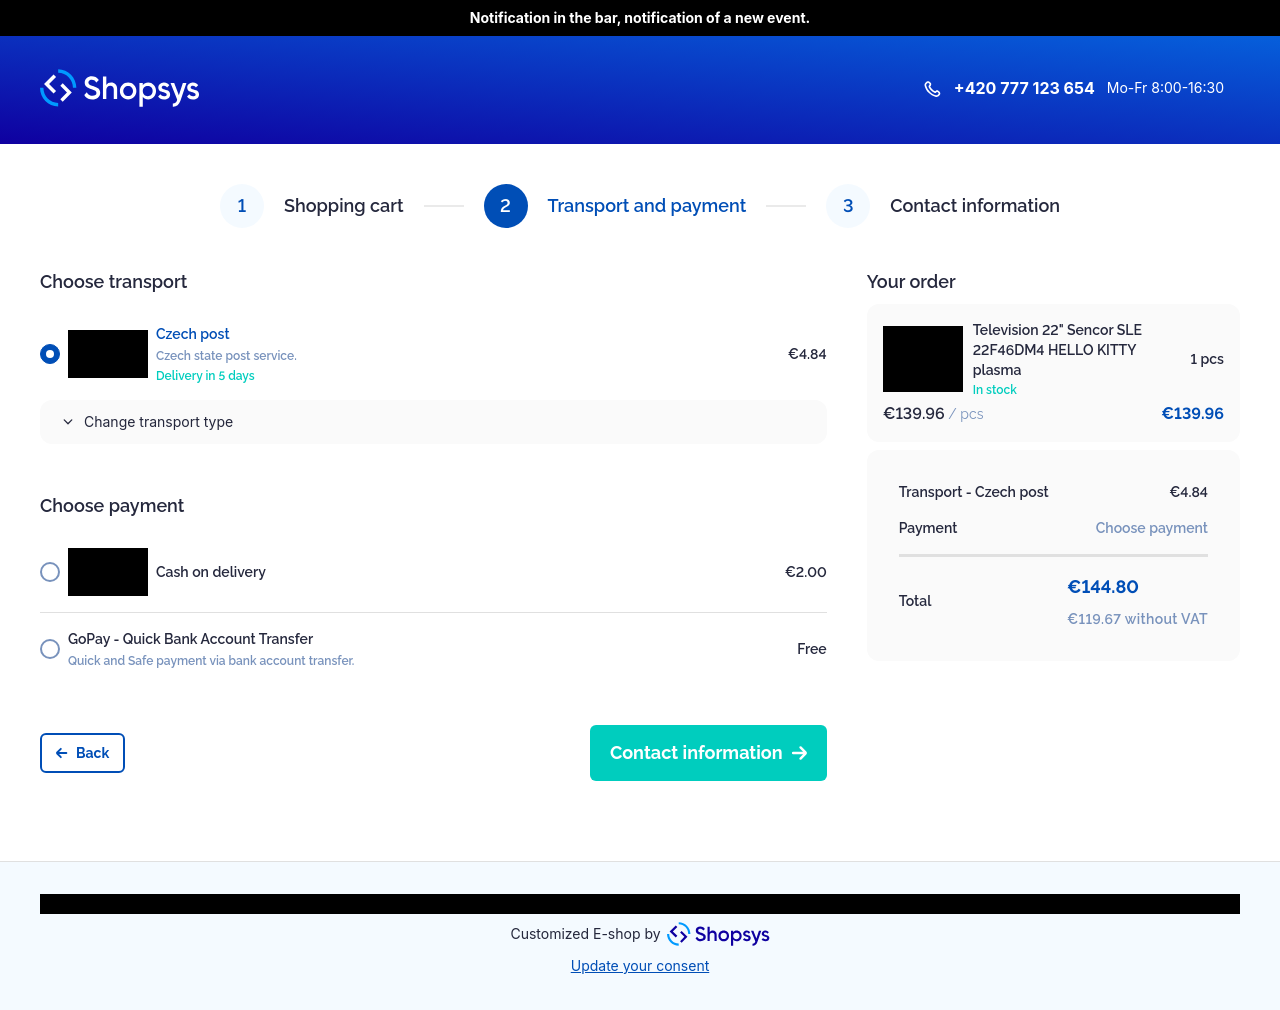 Notification in the bar, notification of a new event.
Shopsys
+420 777 123 654 Mo-Fr 8:00-16:30
1 Shopping cart 2 Transport and payment 3 Contact information
Choose transport
Czech post
Czech state post service.
Delivery in 5 days
€4.84
Change transport type
Choose payment
Cash on delivery €2.00
GoPay - Quick Bank Account Transfer
Quick and Safe payment via bank account transfer.
Free
Back
Contact information
Your order
Television 22" Sencor SLE
22F46DM4 HELLO KITTY
plasma
In stock
1 pcs
€139.96 / pcs €139.96
Transport - Czech post €4.84
Payment Choose payment
Total
€144.80
€119.67 without VAT
Customized E-shop by Shopsys
Update your consent